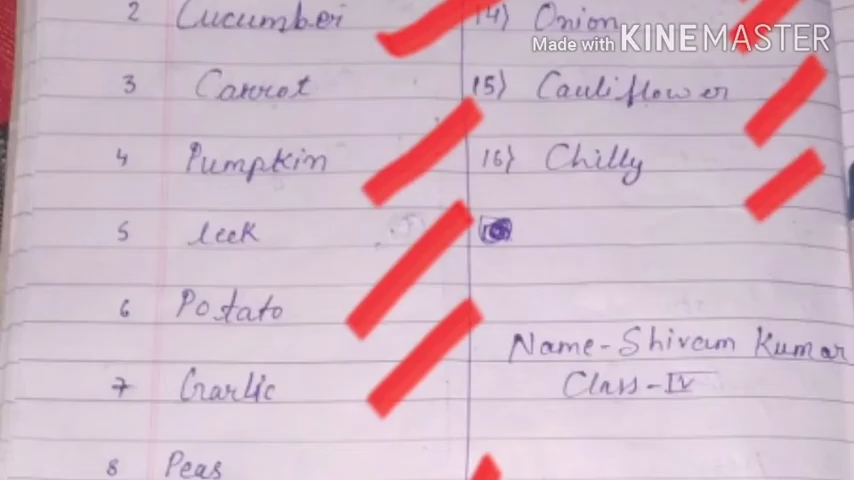 2 Cucumber
3 Carrot
4 Pumpkin
5 leek
6 Postato
7 Garlic
8 Peas
14) Onion
Made with KINEMASTER
15) Cauliflower
16) Chilly
Name-Shivam Kumar
Class-IV